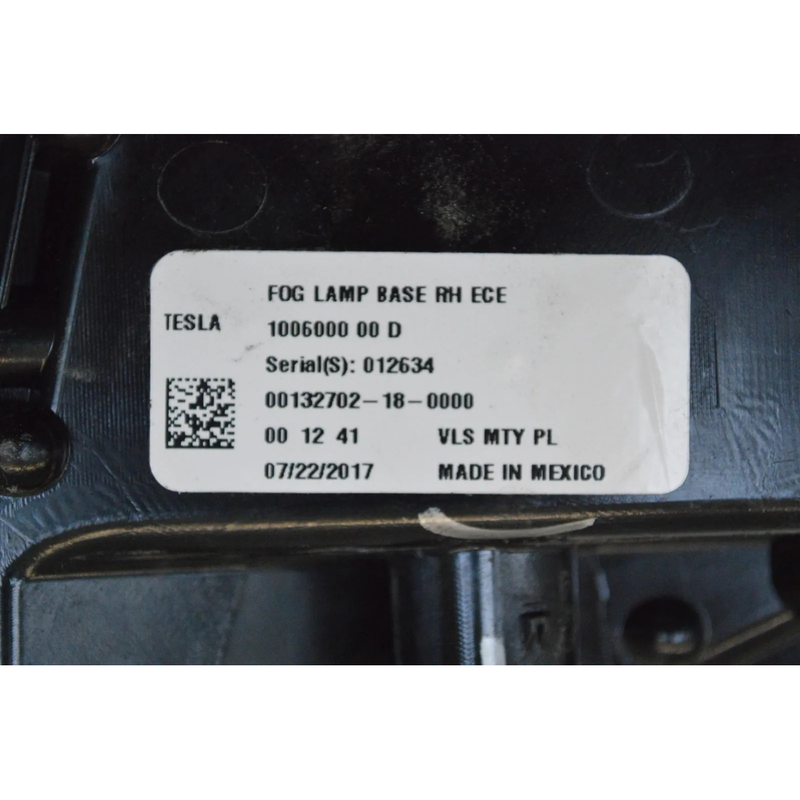 FOG LAMP BASE RH ECE
TESLA
1006000 00 D
Serial(S): 012634
00132702-18-0000
00 12 41 VLS MTY PL
07/22/2017 MADE IN MEXICO